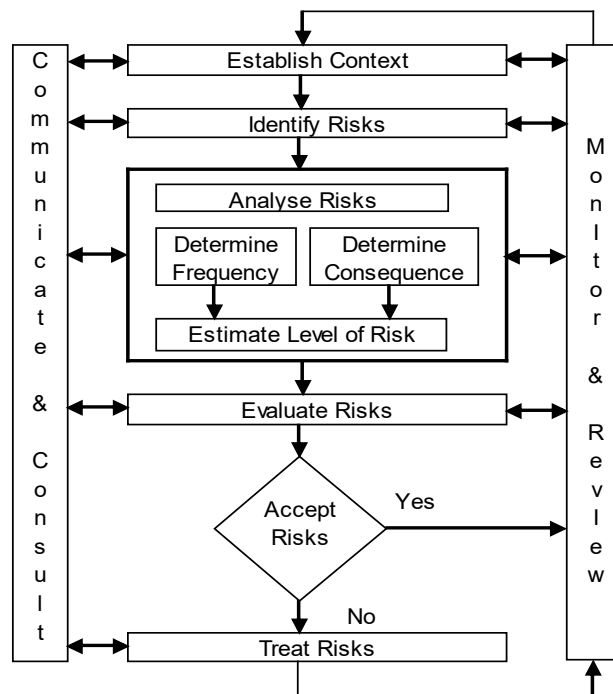 Communicate & Consult
Establish Context
Identify Risks
Analyse Risks
Determine
Frequency
Determine
Consequence
Estimate Level of Risk
Evaluate Risks
Accept
Risks
Yes
No
Treat Risks
MonItor & RevIew